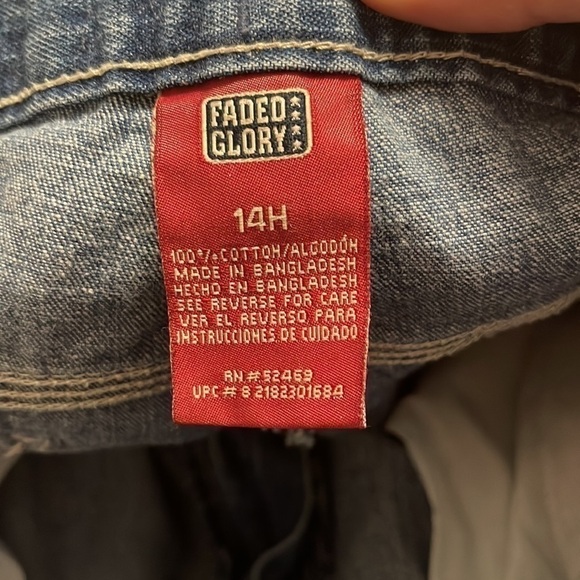 FADED
GLORY
14H
100% COTTON/ALGODÓN
MADE IN BANGLADESH
HECHO EN BANGLADESH
SEE REVERSE FOR CARE
VER EL REVERSO PARA
INSTRUCCIONES DE CUIDADO
RN # 52469
UPC # 8 2182301684